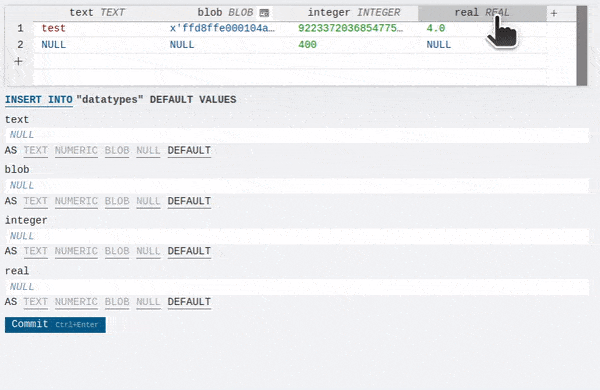 text TEXT blob BLOB integer INTEGER real REAL +
1 test x'ffd8ffe000104a… 9223372036854775… 4.0
2 NULL NULL 400 NULL
+
INSERT INTO "datatypes" DEFAULT VALUES
text
NULL
AS TEXT NUMERIC BLOB NULL DEFAULT
blob
NULL
AS TEXT NUMERIC BLOB NULL DEFAULT
integer
NULL
AS TEXT NUMERIC BLOB NULL DEFAULT
real
NULL
AS TEXT NUMERIC BLOB NULL DEFAULT
Commit Ctrl+Enter